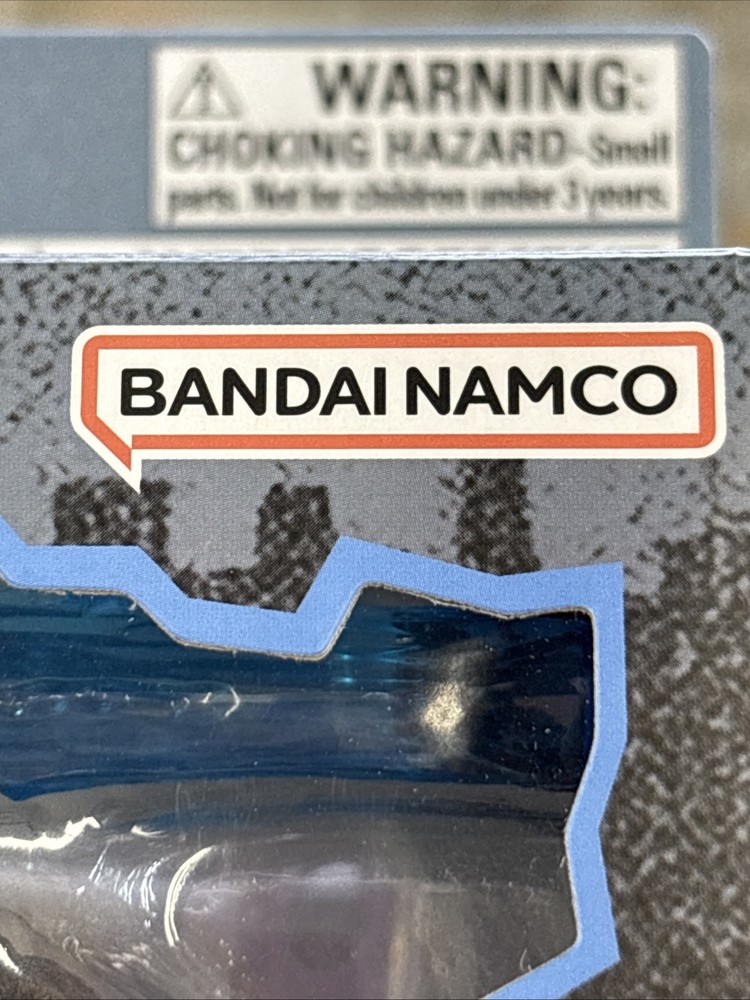 WARNING:
CHOKING HAZARD-Small
parts. Not for children under 3 years.
BANDAI NAMCO